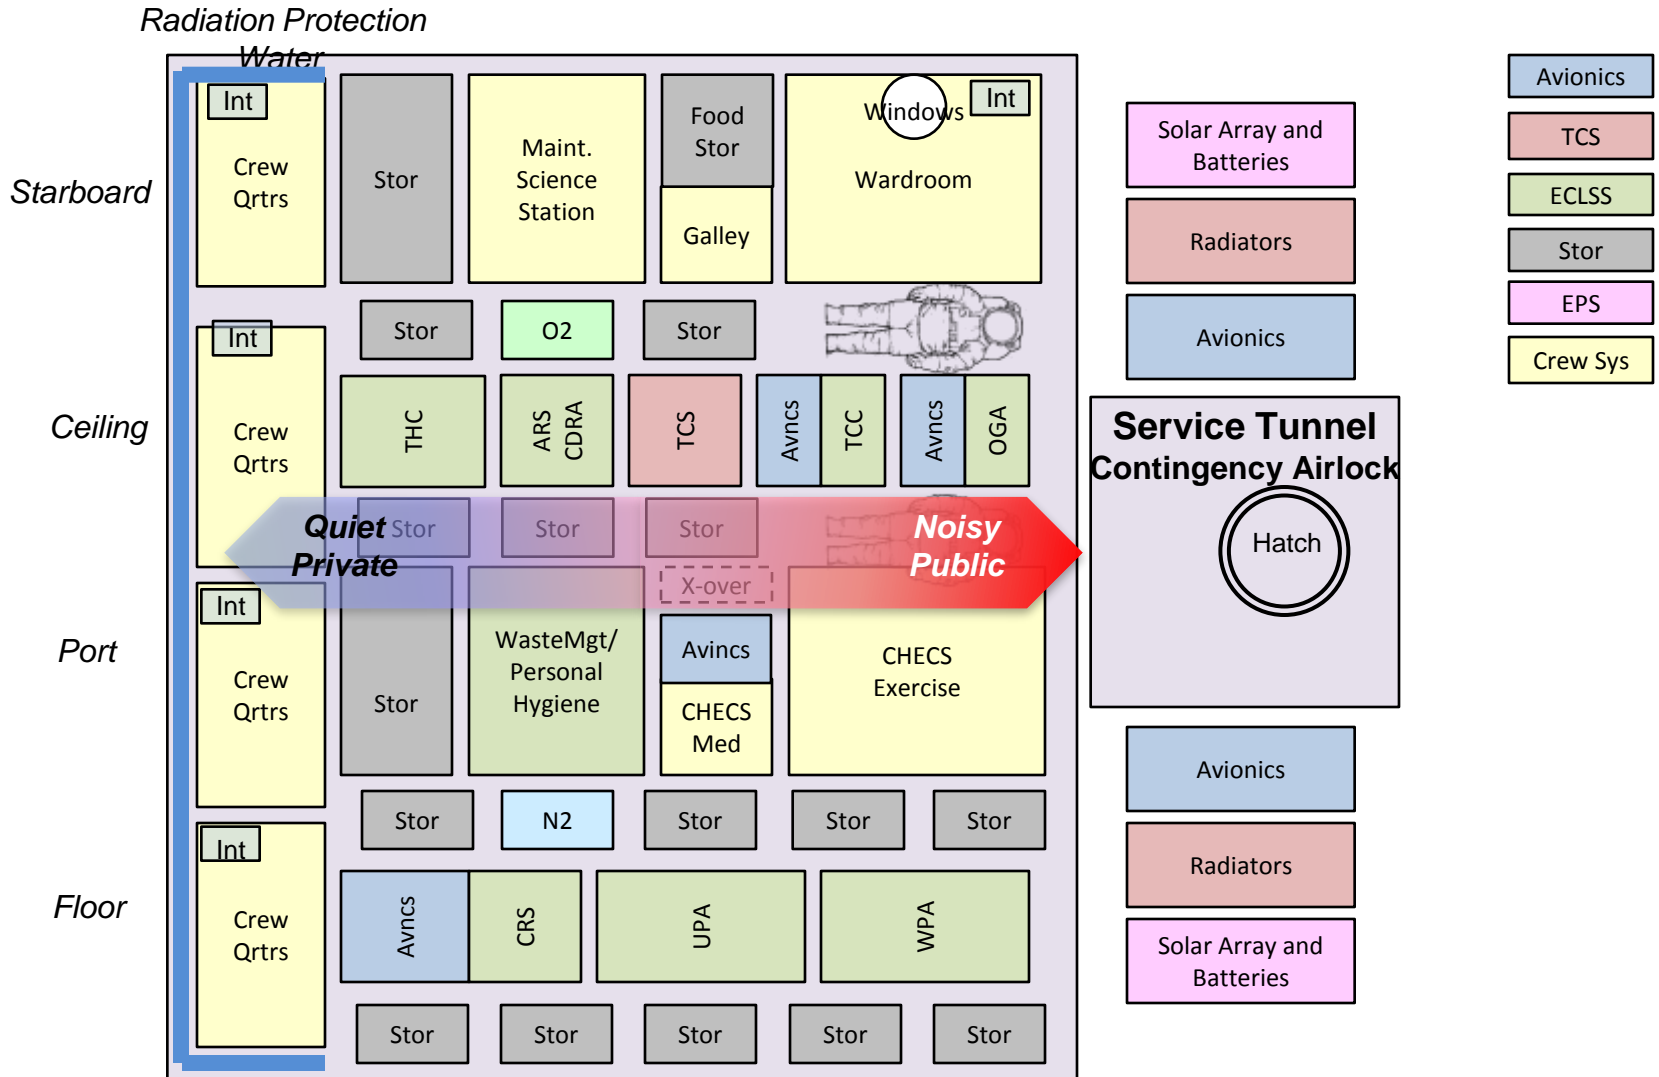 Radiation Protection
Water
Int
Crew
Qrtrs
Stor
Maint.
Science
Station
Food
Stor
Galley
Windows
Int
Wardroom
Starboard
Stor
O2
Stor
Int
Crew
Qrtrs
THC
ARS
CDRA
TCS
Avncs
TCC
Avncs
OGA
Ceiling
Quiet
Private
Stor
Stor
Stor
Noisy
Public
X-over
Int
Crew
Qrtrs
Stor
WasteMgt/
Personal
Hygiene
Avincs
CHECS
Med
CHECS
Exercise
Port
Stor
N2
Stor
Stor
Stor
Int
Crew
Qrtrs
Avncs
CRS
UPA
WPA
Floor
Stor
Stor
Stor
Stor
Stor
Solar Array and
Batteries
Radiators
Avionics
Service Tunnel
Contingency Airlock
Hatch
Avionics
Radiators
Solar Array and
Batteries
Avionics
TCS
ECLSS
Stor
EPS
Crew Sys